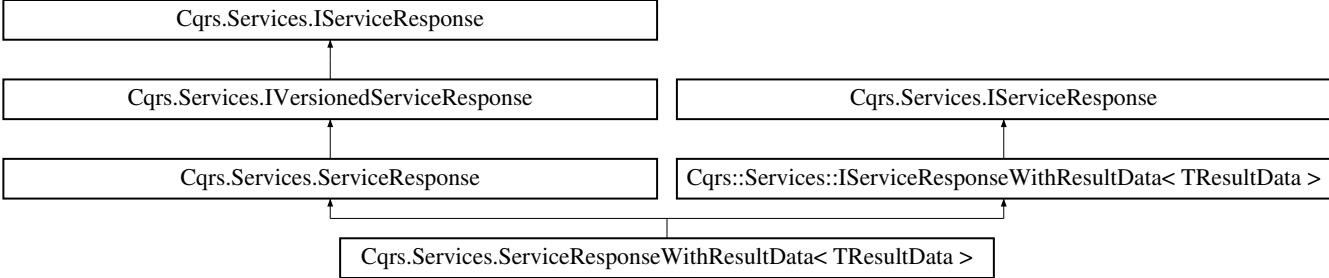 Cqrs.Services.IServiceResponse
Cqrs.Services.IVersionedServiceResponse
Cqrs.Services.IServiceResponse
Cqrs.Services.ServiceResponse
Cqrs::Services::IServiceResponseWithResultData< TResultData >
Cqrs.Services.ServiceResponseWithResultData< TResultData >